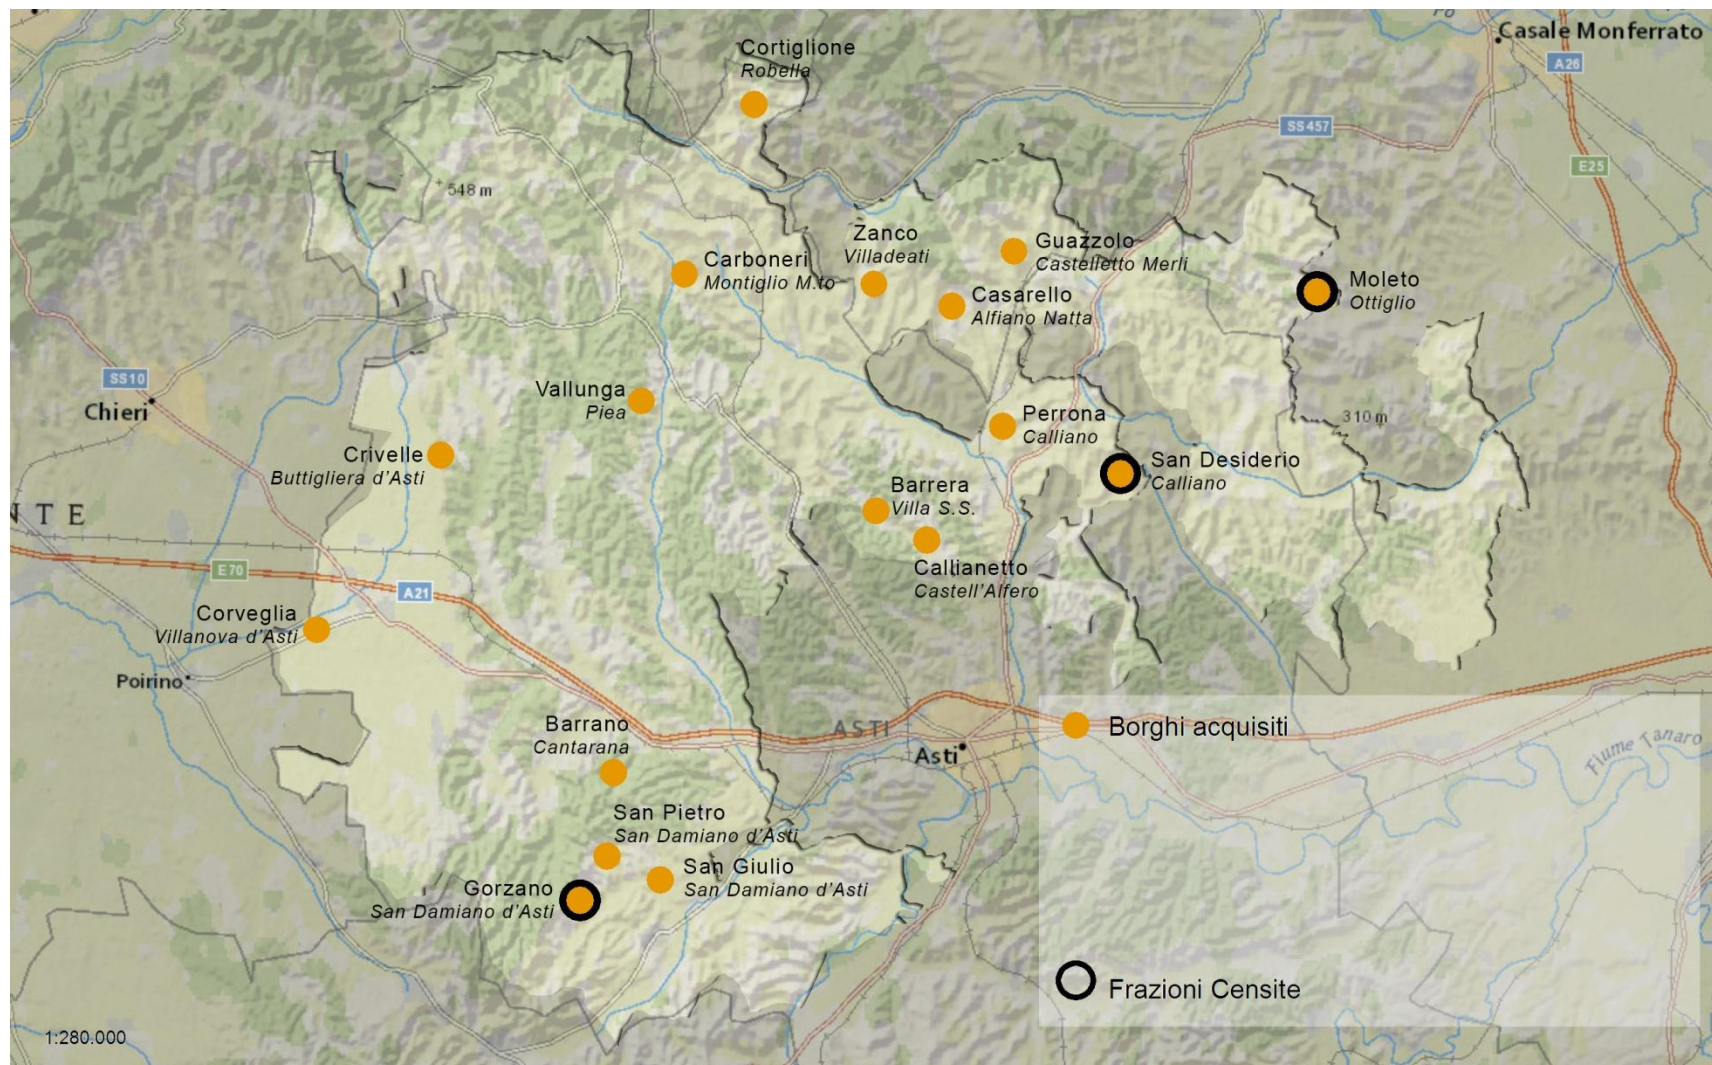 Po
Casale Monferrato
Cortiglione
Robella
A26
SS457
E25
548 m
Zanco
Villadeati
Guazzolo
Castelletto Merli
Carboneri
Montiglio M.to
Moleto
Ottiglio
Casarello
Alfiano Natta
SS10
Chieri
Vallunga
Piea
310 m
Perrona
Calliano
Crivelle
Buttigliera d'Asti
San Desiderio
Calliano
Barrera
Villa S.S.
NTE
Callianetto
Castell'Alfero
E70
A21
Corveglia
Villanova d'Asti
Poirino
Barrano
Cantarana
ASTI
Asti
Borghi acquisiti
Fiume Tanaro
San Pietro
San Damiano d'Asti
San Giulio
San Damiano d'Asti
Gorzano
San Damiano d'Asti
Frazioni Censite
1:280.000